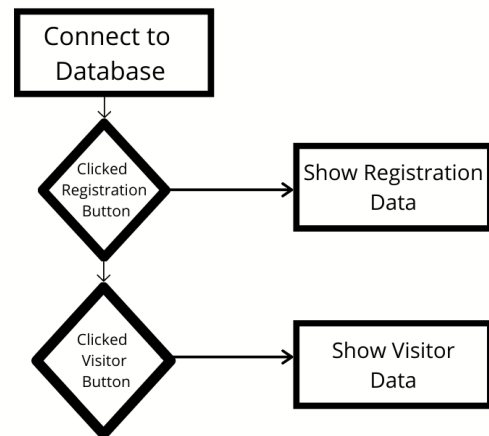 Connect to
Database
Clicked
Registration
Button
Show Registration
Data
Clicked
Visitor
Button
Show Visitor
Data